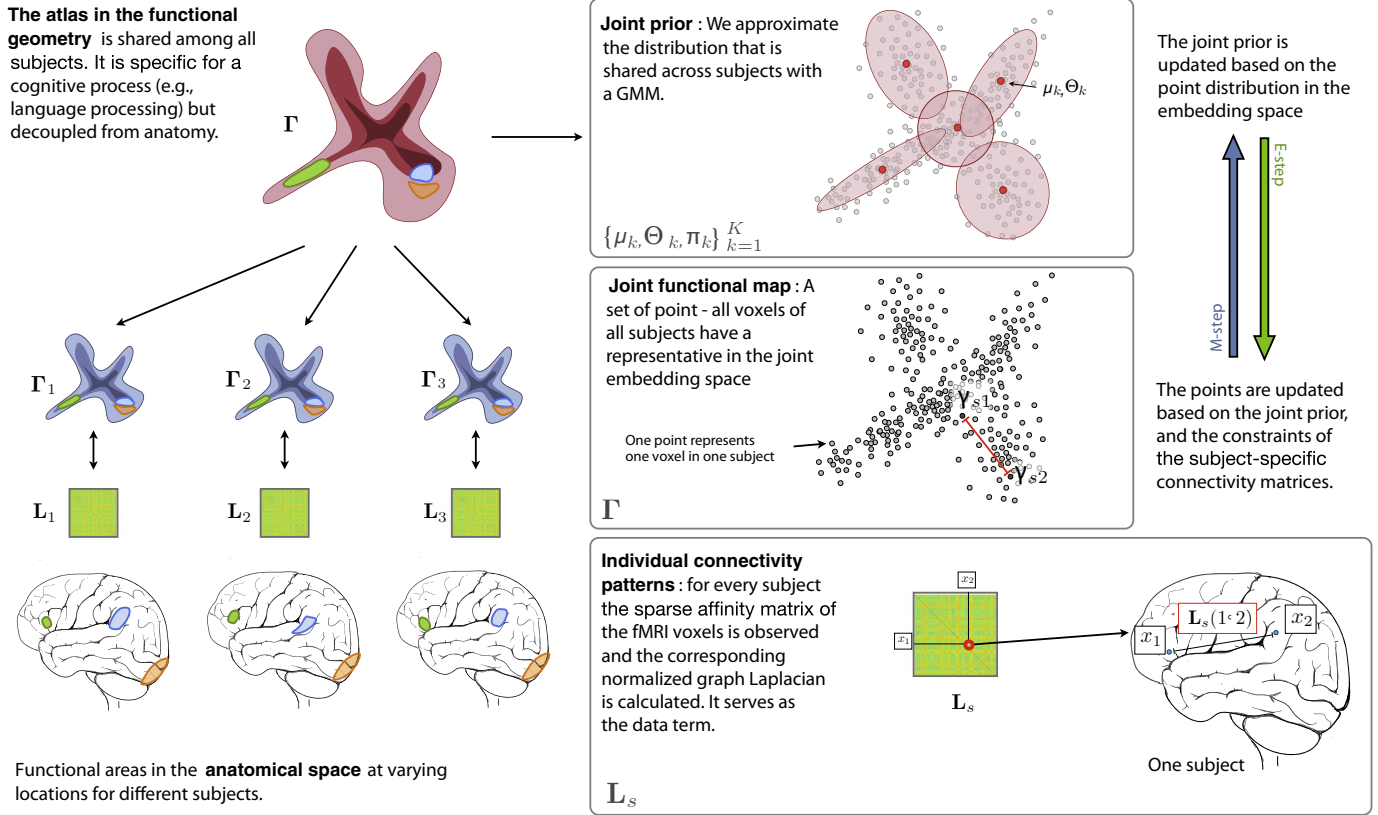 The atlas in the functional
geometry is shared among all
subjects. It is specific for a
cognitive process (e.g.,
language processing) but
decoupled from anatomy.
Γ
Γ1
Γ2
Γ3
L1
L2
L3
Functional areas in the anatomical space at varying
locations for different subjects.
Joint prior : We approximate
the distribution that is
shared across subjects with
a GMM.
μk,Θk
{μk,Θk,πk} K k=1
Joint functional map : A
set of point - all voxels of
all subjects have a
representative in the joint
embedding space
γs1
One point represents
one voxel in one subject
γs2
Γ
Individual connectivity
patterns : for every subject
the sparse affinity matrix of
the fMRI voxels is observed
and the corresponding
normalized graph Laplacian
is calculated. It serves as
the data term.
x2
x1
Ls
Ls(1,2)
x1
x2
One subject
Ls
The joint prior is
updated based on the
point distribution in the
embedding space
E-step
M-step
The points are updated
based on the joint prior,
and the constraints of
the subject-specific
connectivity matrices.